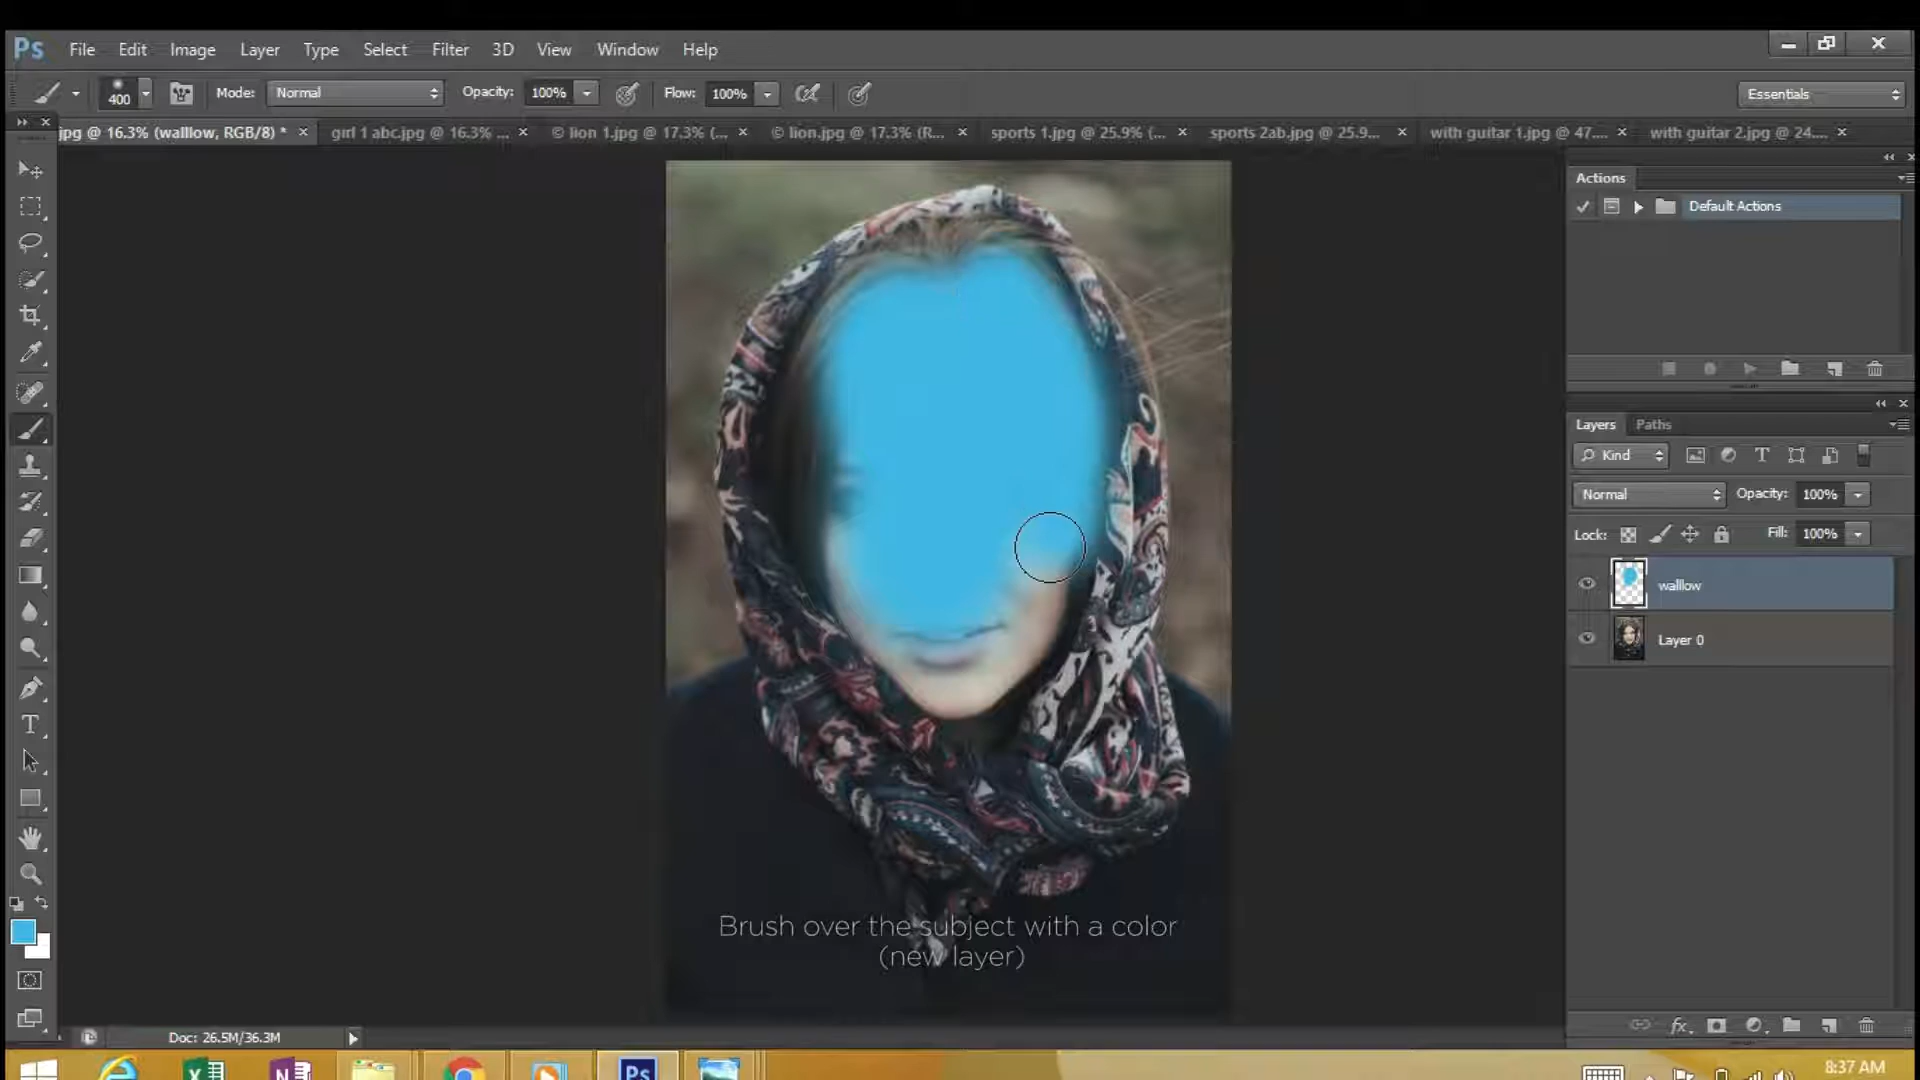 Ps File Edit Image Layer Type Select Filter 3D View Window Help
400 Mode: Normal Opacity: 100% Flow: 100% Essentials
jpg @ 16.3% (walllow, RGB/8) * × girl 1 abc.jpg @ 16.3% ... × © lion 1.jpg @ 17.3% (... × © lion.jpg @ 17.3% (R... × sports 1.jpg @ 25.9% (... × sports 2ab.jpg @ 25.9... × with guitar 1.jpg @ 47.... × with guitar 2.jpg @ 24.... ×
Actions
Default Actions
Layers Paths
Kind
Normal Opacity: 100%
Lock: Fill: 100%
walllow
Layer 0
Brush over the subject with a color
(new layer)
Doc: 26.5M/36.3M
Ps
8:37 AM